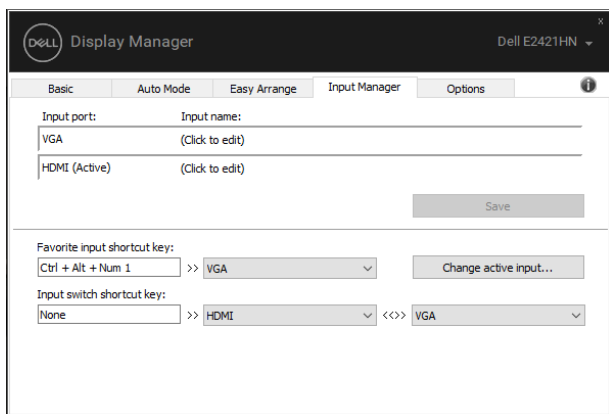 x
DELL Display Manager Dell E2421HN
Basic Auto Mode Easy Arrange Input Manager Options i
Input port: Input name:
VGA (Click to edit)
HDMI (Active) (Click to edit)
Save
Favorite input shortcut key:
Ctrl + Alt + Num 1 >> VGA Change active input...
Input switch shortcut key:
None >> HDMI <<>> VGA